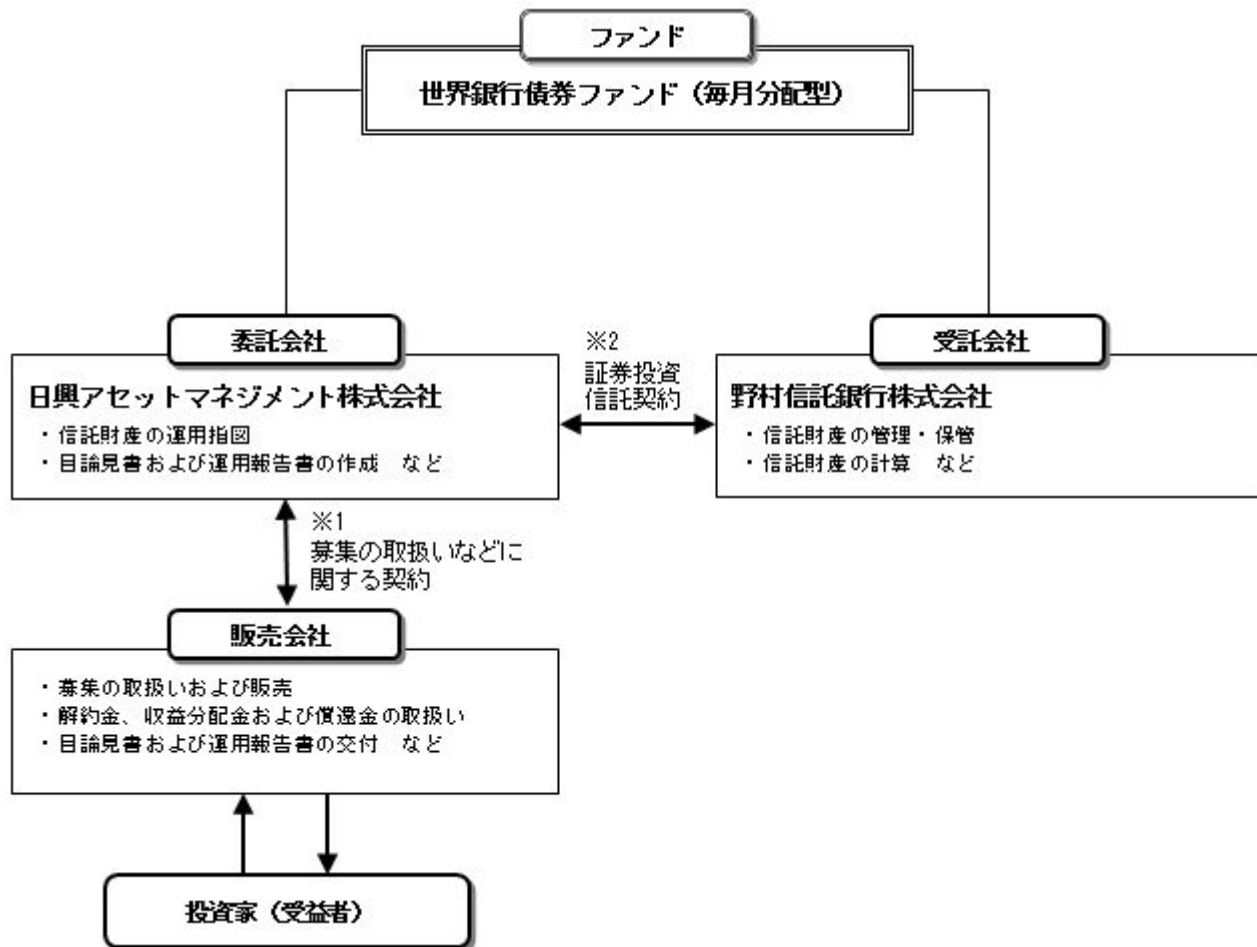 ファンド
世界銀行債券ファンド（毎月分配型）
委託会社
日興アセットマネジメント株式会社
・信託財産の運用指図
・目論見書および運用報告書の作成　など
※2
証券投資
信託契約
受託会社
野村信託銀行株式会社
・信託財産の管理・保管
・信託財産の計算　など
※1
募集の取扱いなどに
関する契約
販売会社
・募集の取扱いおよび販売
・解約金、収益分配金および償還金の取扱い
・目論見書および運用報告書の交付　など
投資家（受益者）